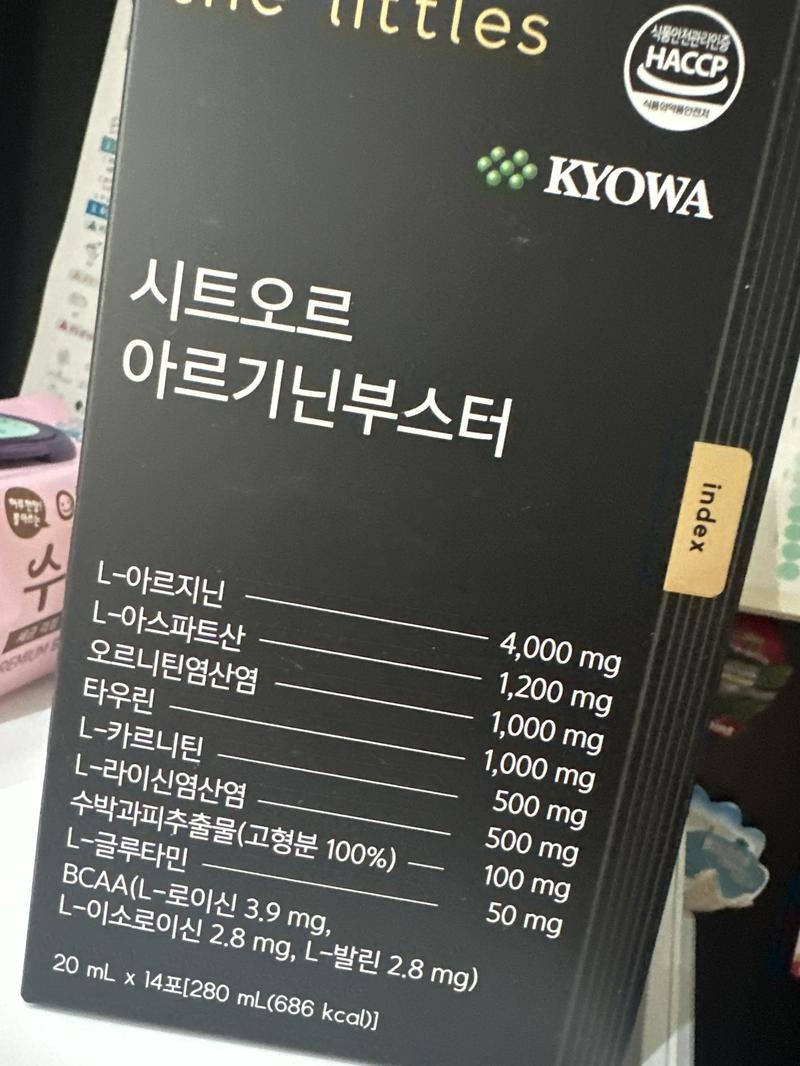 the littles
식품안전관리인증
HACCP
식품의약품안전처
KYOWA
시트오르
아르기닌부스터
index
L-아르지닌 4,000 mg
L-아스파트산 1,200 mg
오르니틴염산염 1,000 mg
타우린 1,000 mg
L-카르니틴 500 mg
L-라이신염산염 500 mg
수박과피추출물(고형분 100%) 100 mg
L-글루타민 50 mg
BCAA(L-로이신 3.9 mg,
L-이소로이신 2.8 mg, L-발린 2.8 mg)
20 mL x 14포[280 mL(686 kcal)]
수